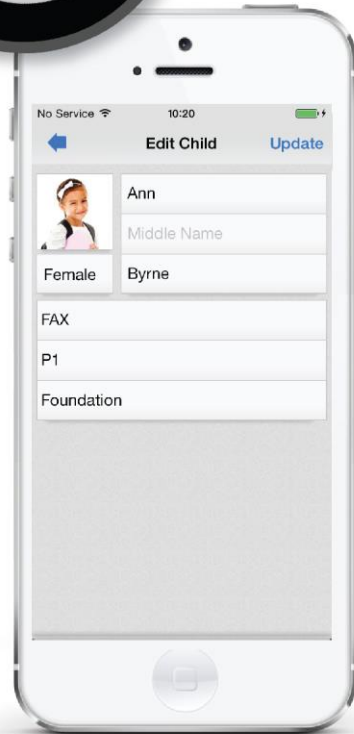 No Service 10:20
Edit Child Update
Ann
Middle Name
Female Byrne
FAX
P1
Foundation